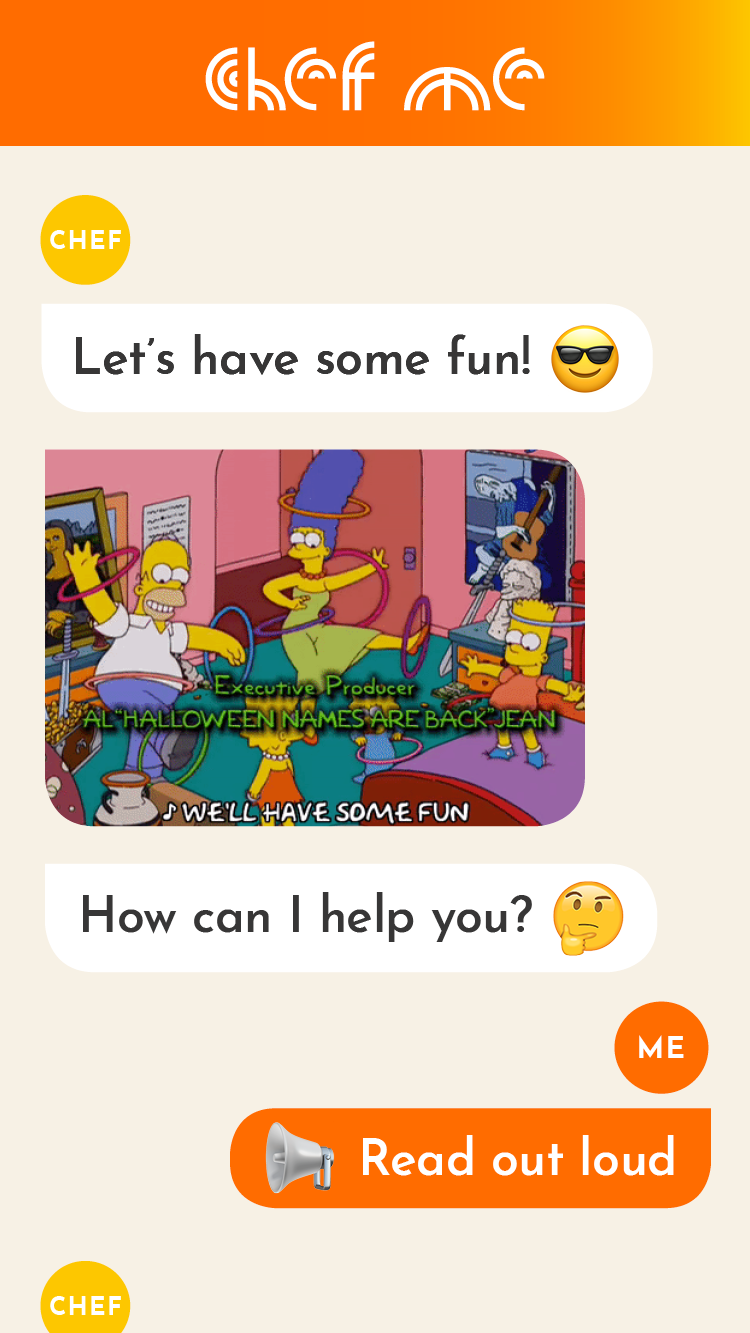 Chef me
CHEF
Let's have some fun! 😎
Executive Producer
AL "HALLOWEEN NAMES ARE BACK" JEAN
♪ WE'LL HAVE SOME FUN
How can I help you? 🤔
ME
📢 Read out loud
CHEF